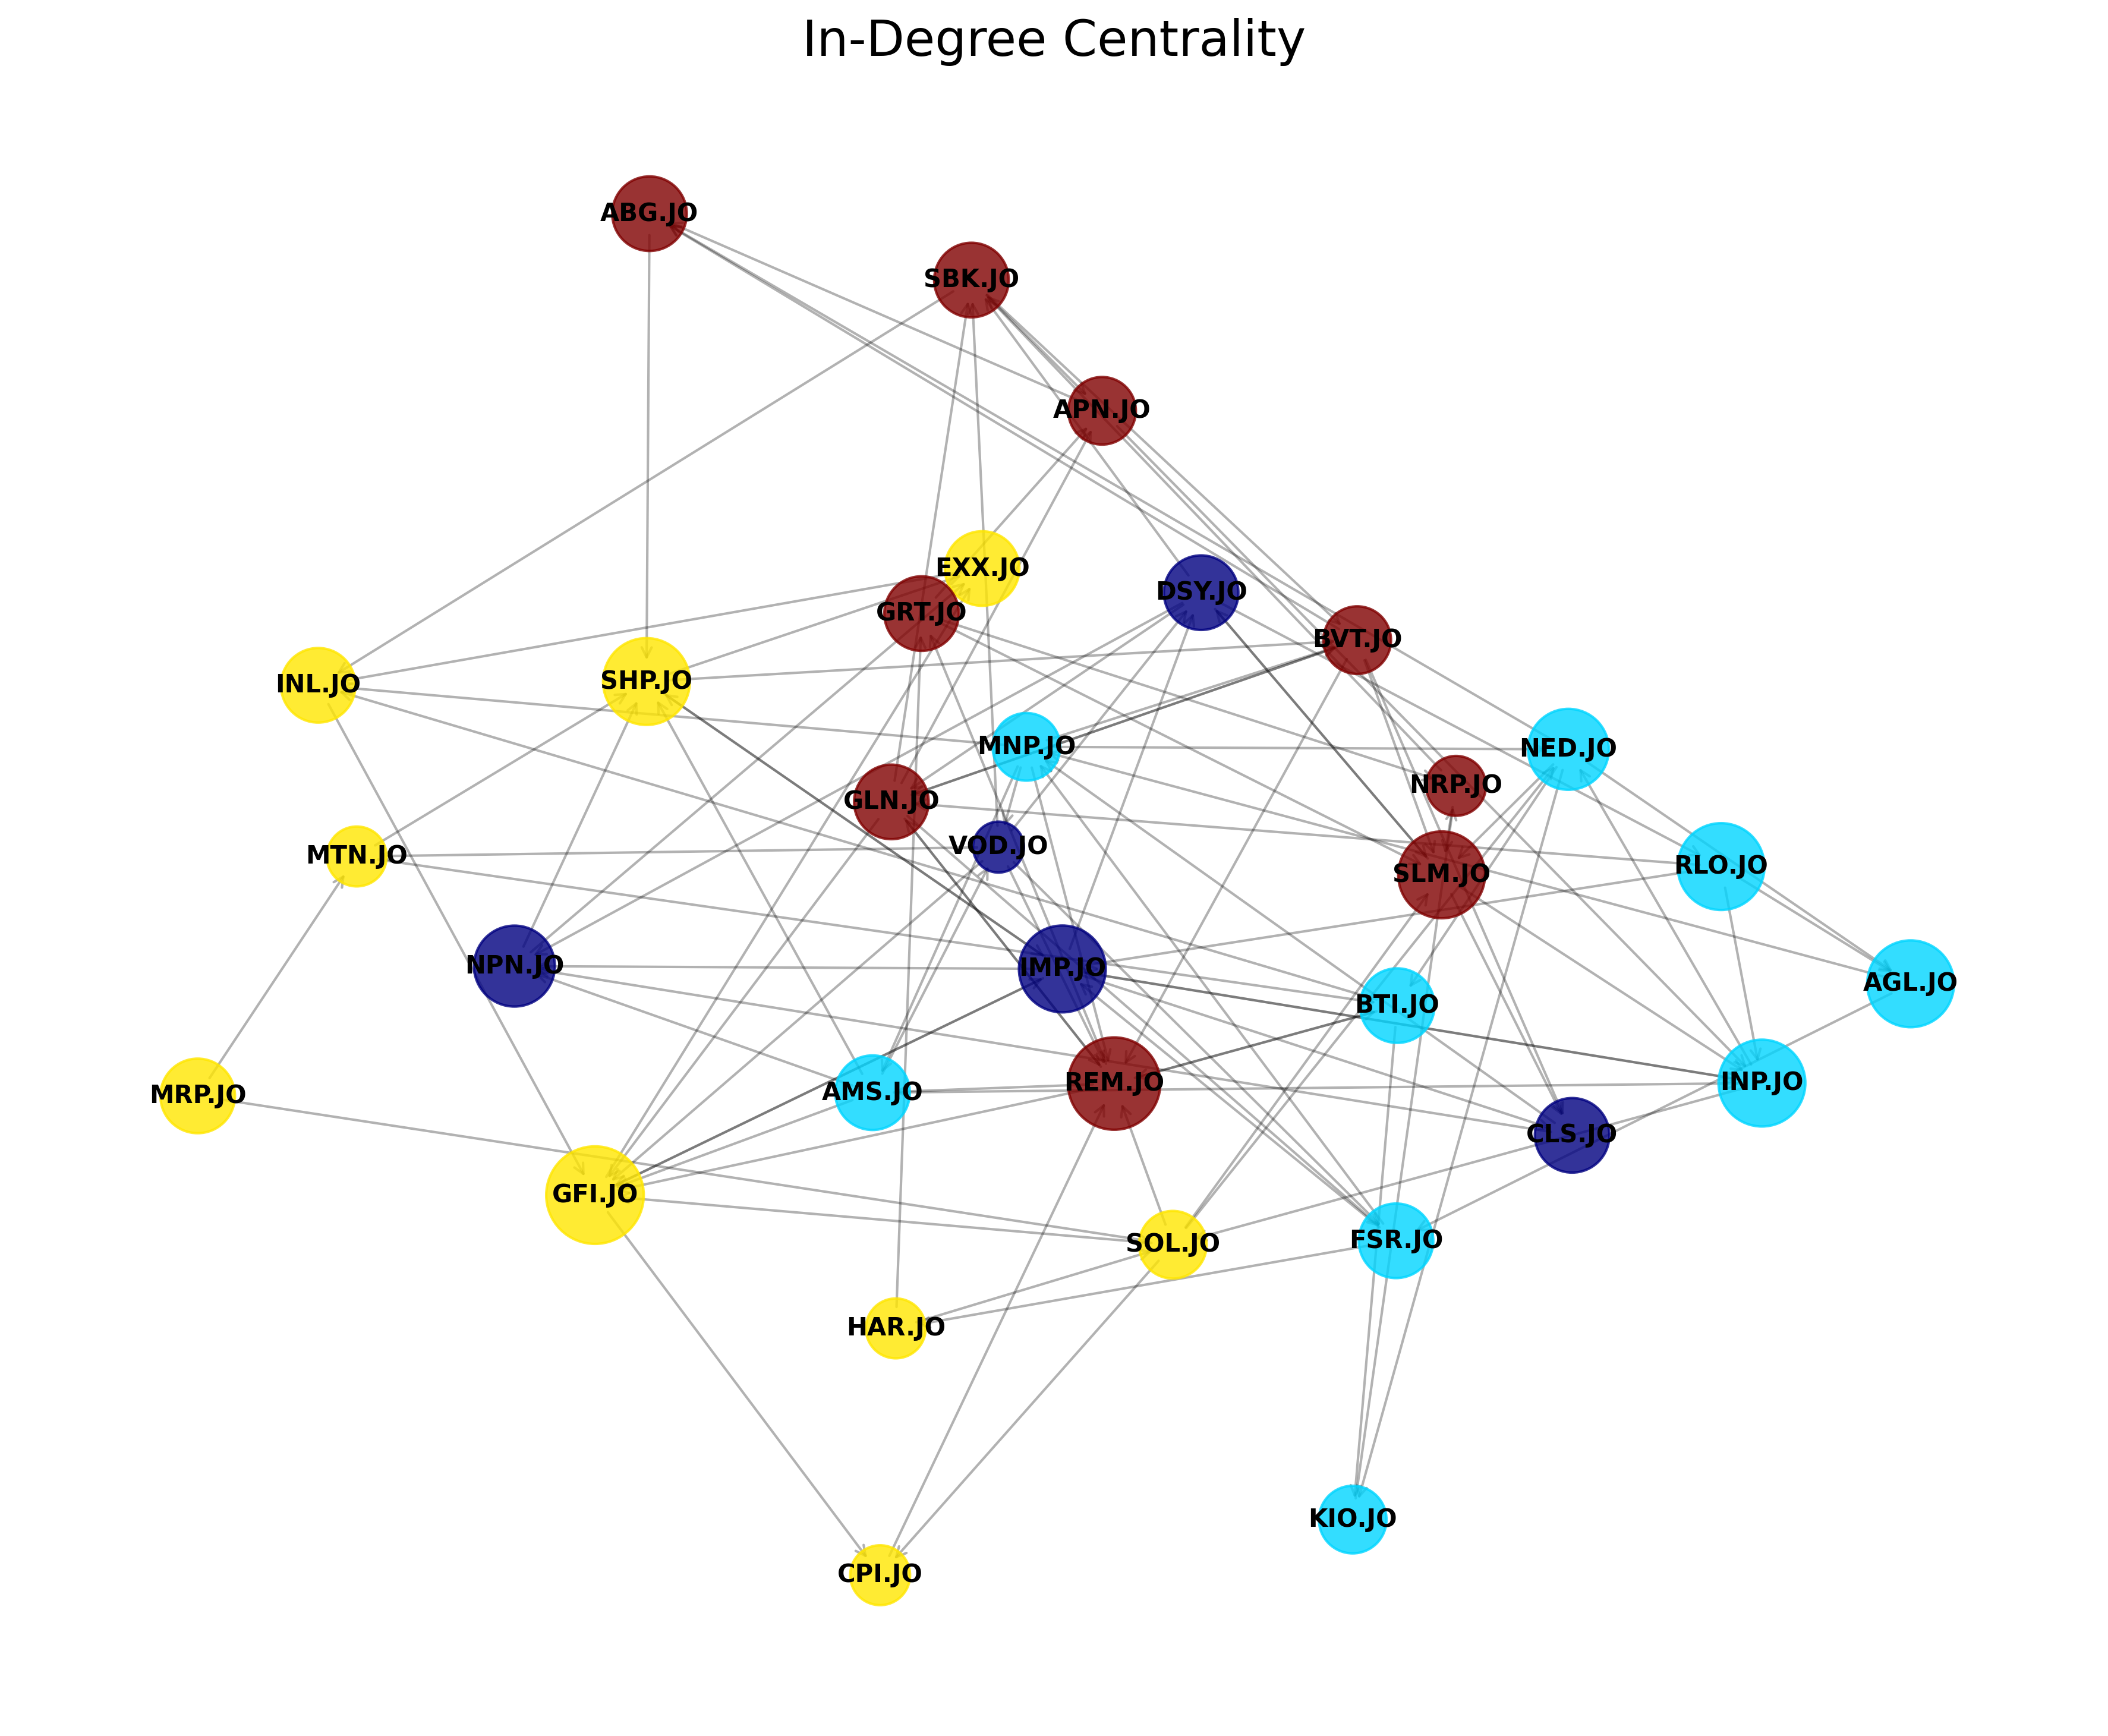 In-Degree Centrality
ABG.JO
SBK.JO
APN.JO
EXX.JO
DSY.JO
GRT.JO
BVT.JO
SHP.JO
INL.JO
MNP.JO
NED.JO
NRP.JO
GLN.JO
VOD.JO
MTN.JO
RLO.JO
SLM.JO
NPN.JO
IMP.JO
AGL.JO
BTI.JO
REM.JO
INP.JO
AMS.JO
MRP.JO
CLS.JO
GFI.JO
FSR.JO
SOL.JO
HAR.JO
KIO.JO
CPI.JO